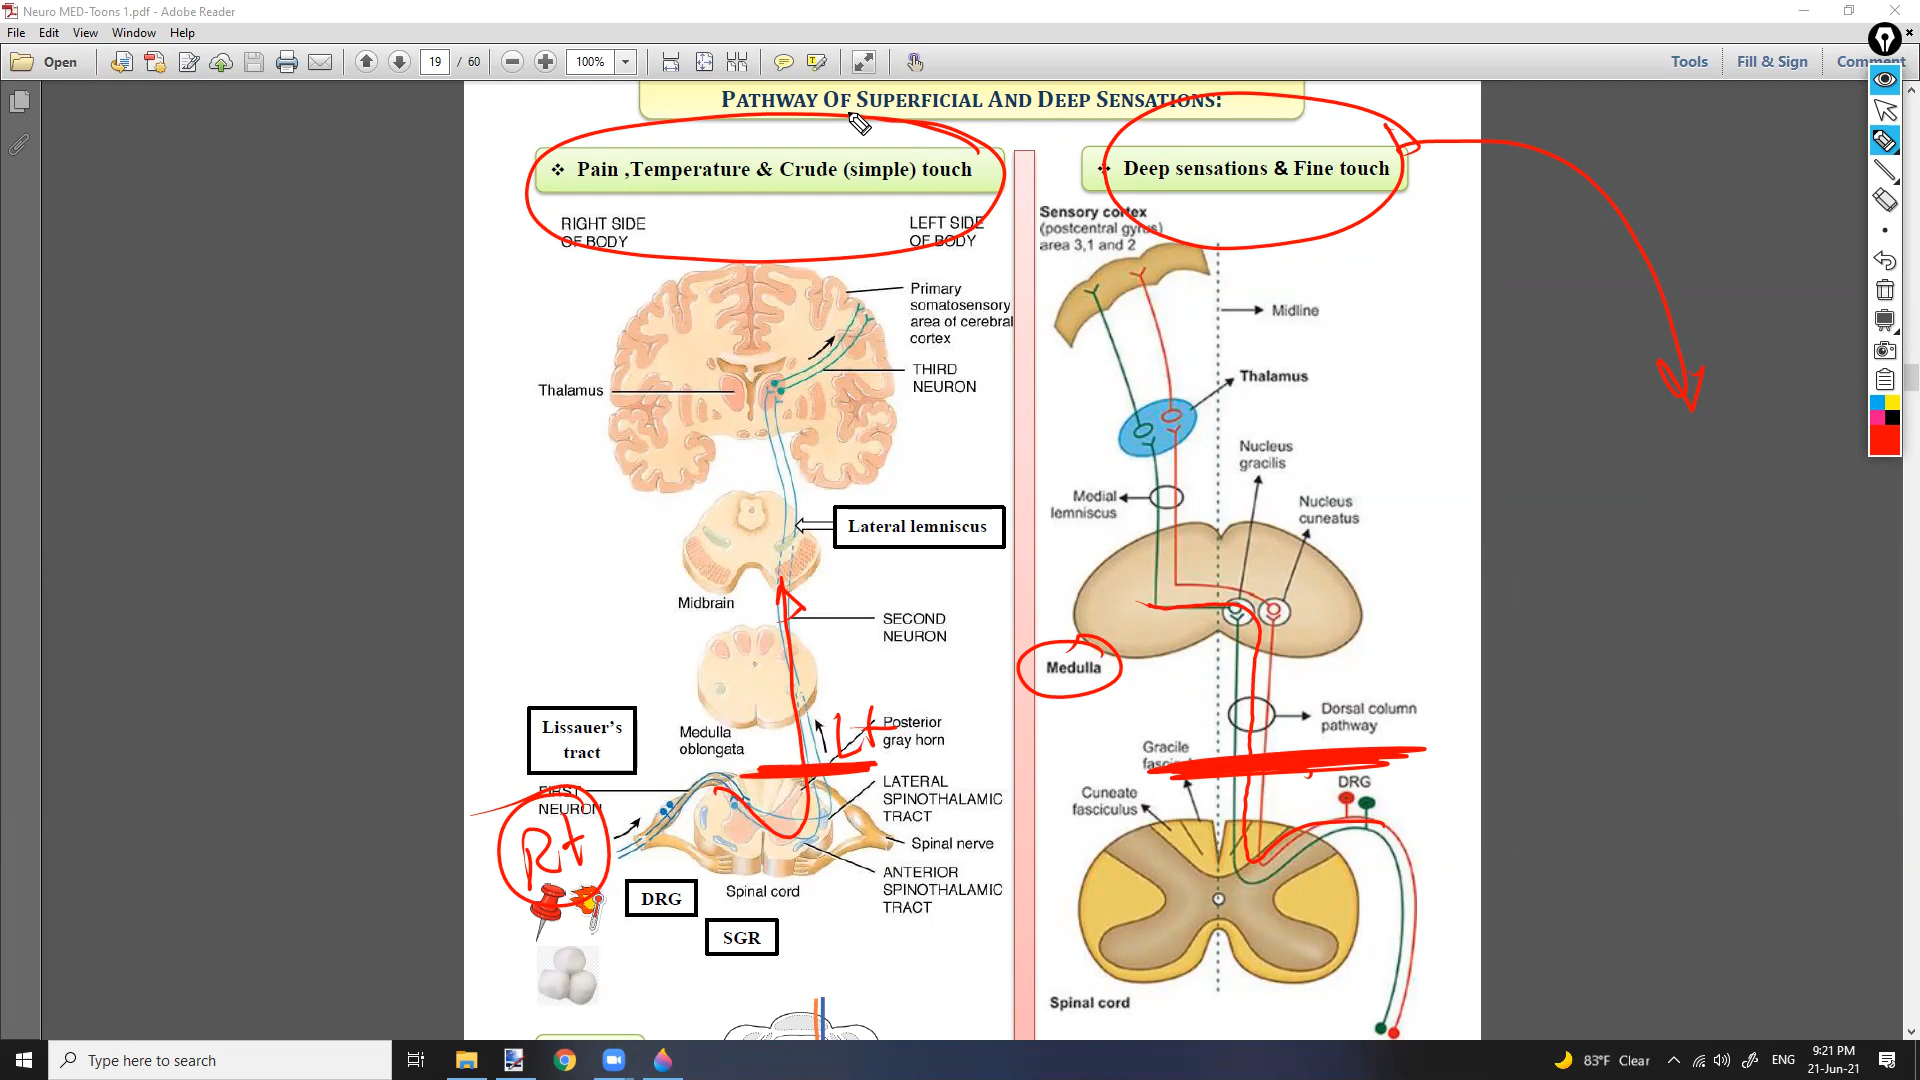 Neuro MED-Toons 1.pdf - Adobe Reader
File Edit View Window Help
Open 19 / 60 100% Tools Fill & Sign Comment
PATHWAY OF SUPERFICIAL AND DEEP SENSATIONS:
❖ Pain ,Temperature & Crude (simple) touch
RIGHT SIDE
OF BODY
LEFT SIDE
OF BODY
Primary
somatosensory
area of cerebral
cortex
THIRD
NEURON
Thalamus
Lateral lemniscus
Midbrain
SECOND
NEURON
Lissauer's
tract
Medulla
oblongata
Lt
Posterior
gray horn
FIRST
NEURON
Rt
LATERAL
SPINOTHALAMIC
TRACT
Spinal nerve
ANTERIOR
SPINOTHALAMIC
TRACT
Spinal cord
DRG
SGR
Deep sensations & Fine touch
Sensory cortex
(postcentral gyrus)
area 3,1 and 2
Midline
Thalamus
Nucleus
gracilis
Medial
lemniscus
Nucleus
cuneatus
Medulla
Dorsal column
pathway
Gracile
DRG
Cuneate
fasciculus
Spinal cord
Type here to search
83°F Clear
ENG
9:21 PM
21-Jun-21